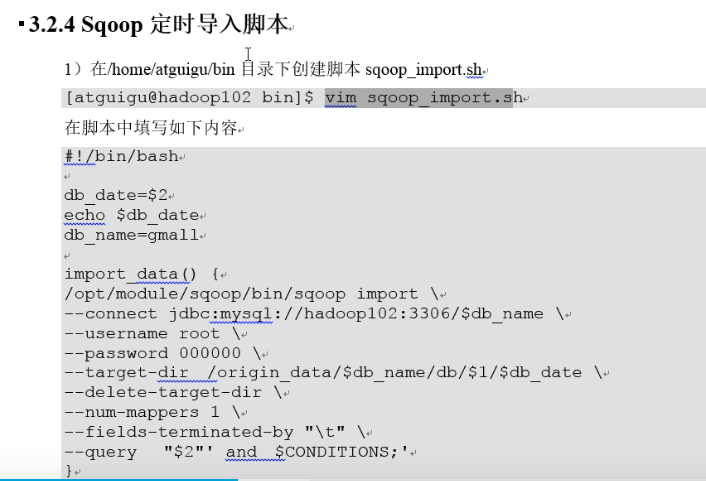 ▪3.2.4 Sqoop 定时导入脚本
1）在/home/atguigu/bin 目录下创建脚本 sqoop_import.sh
[atguigu@hadoop102 bin]$ vim sqoop_import.sh
在脚本中填写如下内容
#!/bin/bash
db_date=$2
echo $db_date
db_name=gmall
import_data() {
/opt/module/sqoop/bin/sqoop import \
--connect jdbc:mysql://hadoop102:3306/$db_name \
--username root \
--password 000000 \
--target-dir  /origin_data/$db_name/db/$1/$db_date \
--delete-target-dir \
--num-mappers 1 \
--fields-terminated-by "\t" \
--query   "$2"' and  $CONDITIONS;'
}